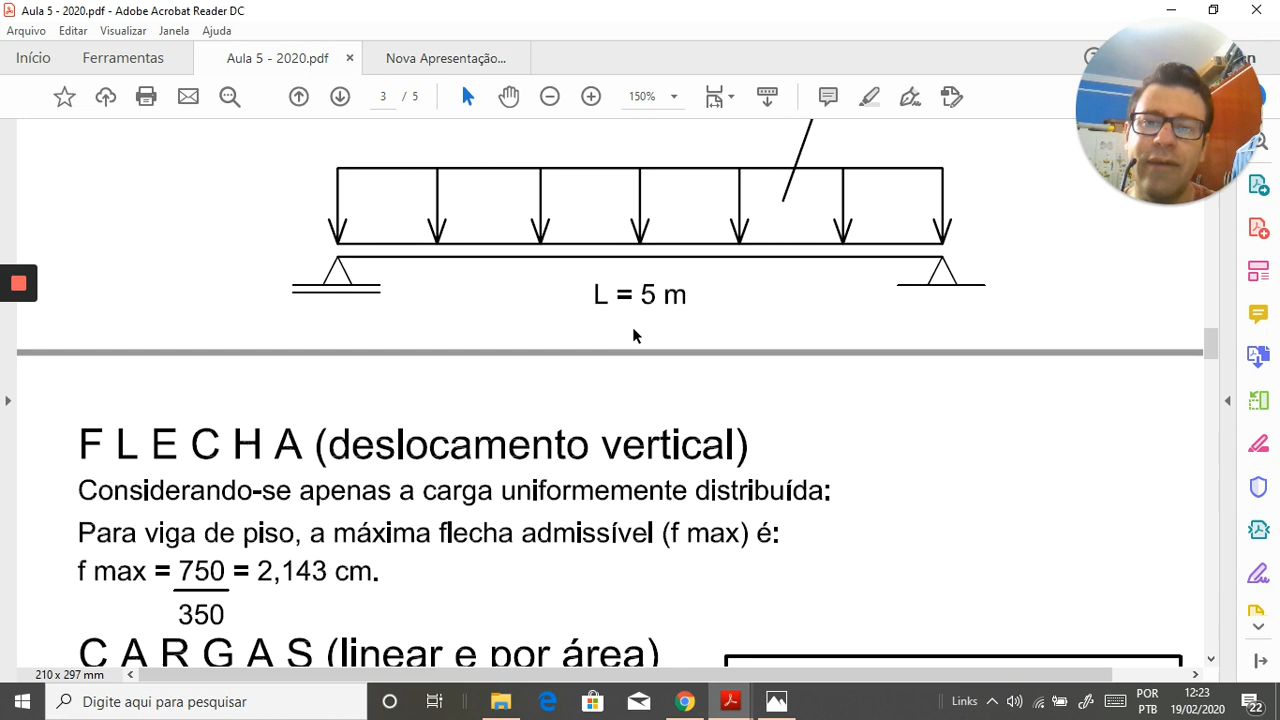 Aula 5 - 2020.pdf - Adobe Acrobat Reader DC
Arquivo Editar Visualizar Janela Ajuda
Início Ferramentas Aula 5 - 2020.pdf × Nova Apresentação...
3 / 5 150%
L = 5 m
F L E C H A (deslocamento vertical)
Considerando-se apenas a carga uniformemente distribuída:
Para viga de piso, a máxima flecha admissível (f max) é:
f max = 750 = 2,143 cm.
350
C A R G A S (linear e por área)
210 x 297 mm
Digite aqui para pesquisar
Links
POR
PTB
12:23
19/02/2020
22